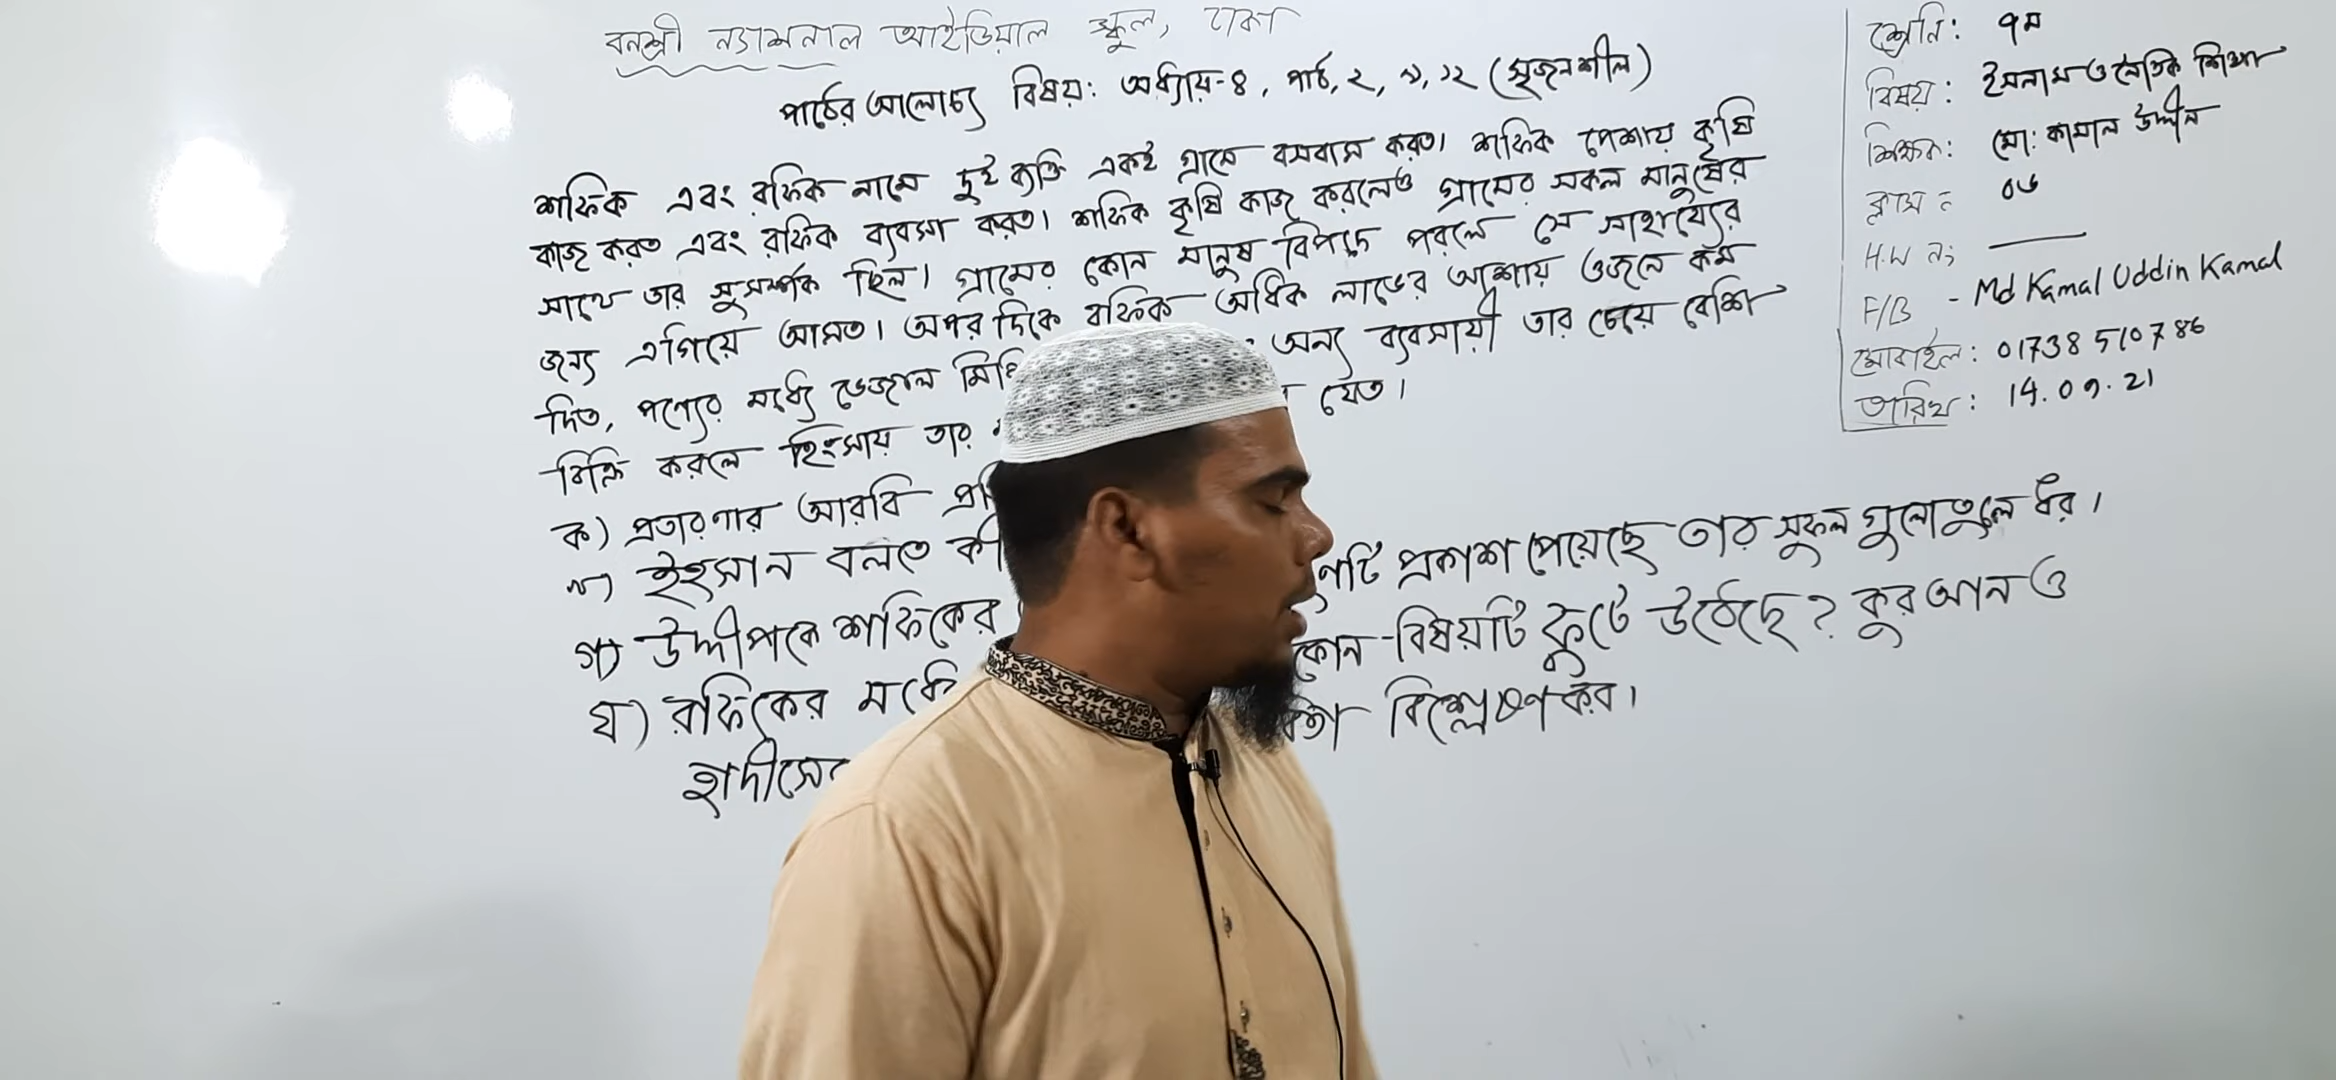 বনশ্রী ন্যাশনাল আইডিয়াল স্কুল, ঢাকা
পাঠের আলোচ্য বিষয়: অধ্যায়-৪, পাঠ, ২, ৯, ১২ (সৃজনশীল)
শফিক এবং রফিক নামে দুই ব্যক্তি একই গ্রামে বসবাস করত। শফিক পেশায় কৃষি
কাজ করত এবং রফিক ব্যবসা করত। শফিক কৃষি কাজ করলেও গ্রামের সকল মানুষের
সাথে তার সুসর্ম্পক ছিল। গ্রামের কোন মানুষ বিপদে পরলে সে সাহায্যের
জন্য এগিয়ে আসত। অপর দিকে রফিক অধিক লাভের আশায় ওজনে কম
দিত, পণ্যের মধ্যে ভেজাল অন্য ব্যবসায়ী তার চেয়ে বেশি
বিক্রি করলে হিংসায় তার যেত।
ক) প্রতারণার আরবি
খ) ইহসান বলতে কী
গ) উদ্দীপকে শফিকের প্রকাশ পেয়েছে তার সুফল গুলো তুলে ধর।
ঘ) রফিকের মধ্যে কোন বিষয়টি ফুটে উঠেছে? কুরআন ও
হাদীসের বিশ্লেষণ কর।
শ্রেণি: ৭ম
বিষয়: ইসলাম ও নৈতিক শিক্ষা
শিক্ষক: মো: কামাল উদ্দীন
ক্লাস নং ০৬
H.W নং
F/B - Md Kamal Uddin Kamal
মোবাইল: 01738 510786
তারিখ: 14.09.21